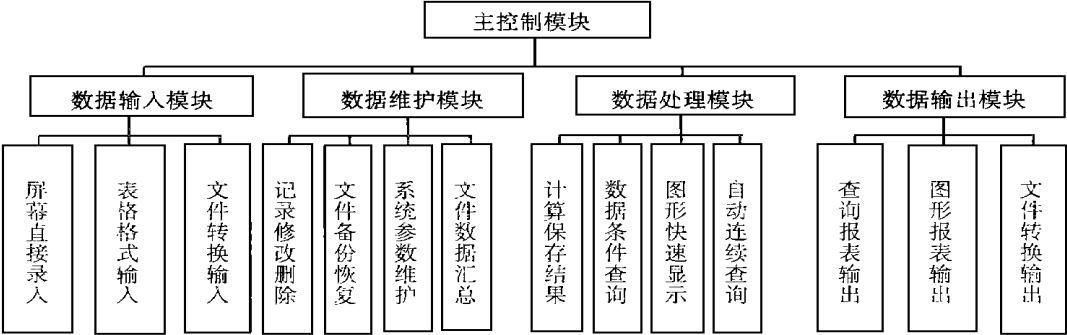 主控制模块
数据输入模块
数据维护模块
数据处理模块
数据输出模块
屏幕直接录入
表格格式输入
文件转换输入
记录修改删除
文件备份恢复
系统参数维护
文件数据汇总
计算保存结果
数据条件查询
图形快速显示
自动连续查询
查询报表输出
图形报表输出
文件转换输出